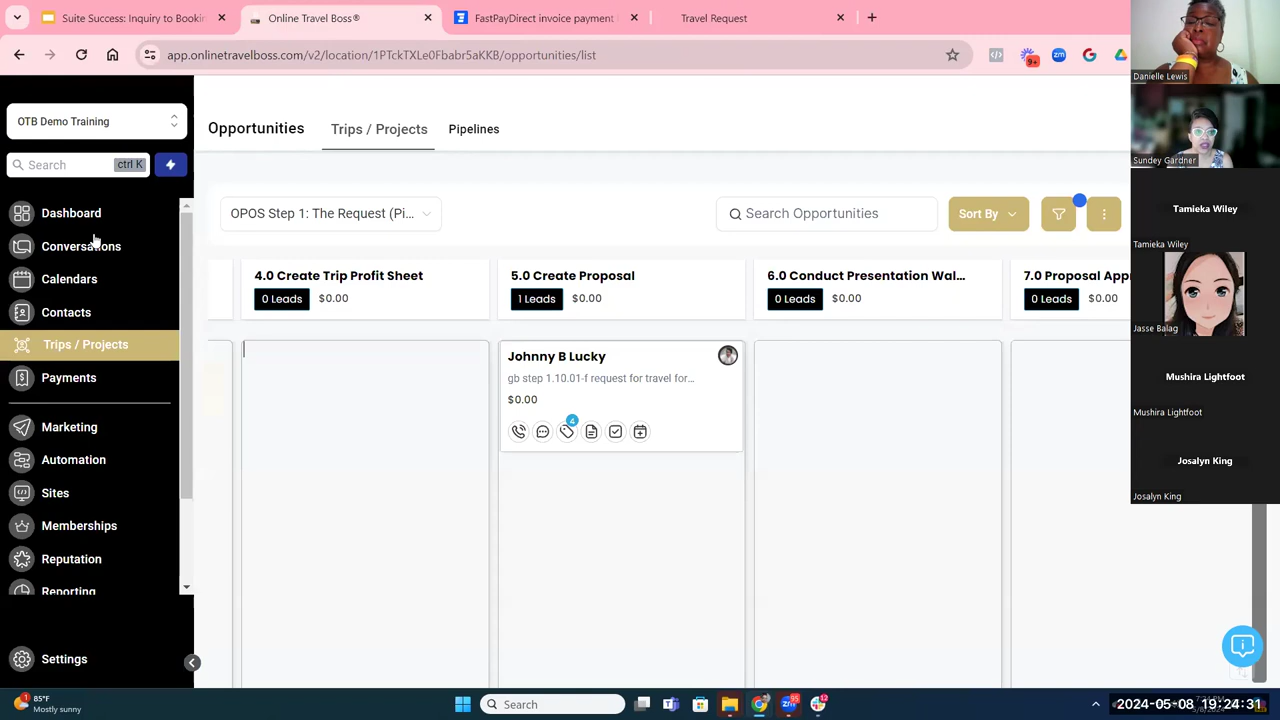 Suite Success: Inquiry to Booki
Online Travel Boss®
FastPayDirect invoice payment
Travel Request
app.onlinetravelboss.com/v2/location/1PTckTXLe0Fbabr5aKKB/opportunities/list
9+
zm
OTB Demo Training
Search
ctrl K
Dashboard
Conversations
Calendars
Contacts
Trips / Projects
Payments
Marketing
Automation
Sites
Memberships
Reputation
Reporting
Settings
Opportunities
Trips / Projects
Pipelines
OPOS Step 1: The Request (Pi...
Search Opportunities
Sort By
4.0 Create Trip Profit Sheet
0 Leads $0.00
5.0 Create Proposal
1 Leads $0.00
6.0 Conduct Presentation Wal...
0 Leads $0.00
7.0 Proposal App
0 Leads $0.00
Johnny B Lucky
gb step 1.10.01-f request for travel for...
$0.00
4
Danielle Lewis
Sundey Gardner
Tamieka Wiley
Tamieka Wiley
Jasse Balag
Mushira Lightfoot
Mushira Lightfoot
Josalyn King
Josalyn King
1
85°F
Mostly sunny
Search
2024-05-08 19:24:31